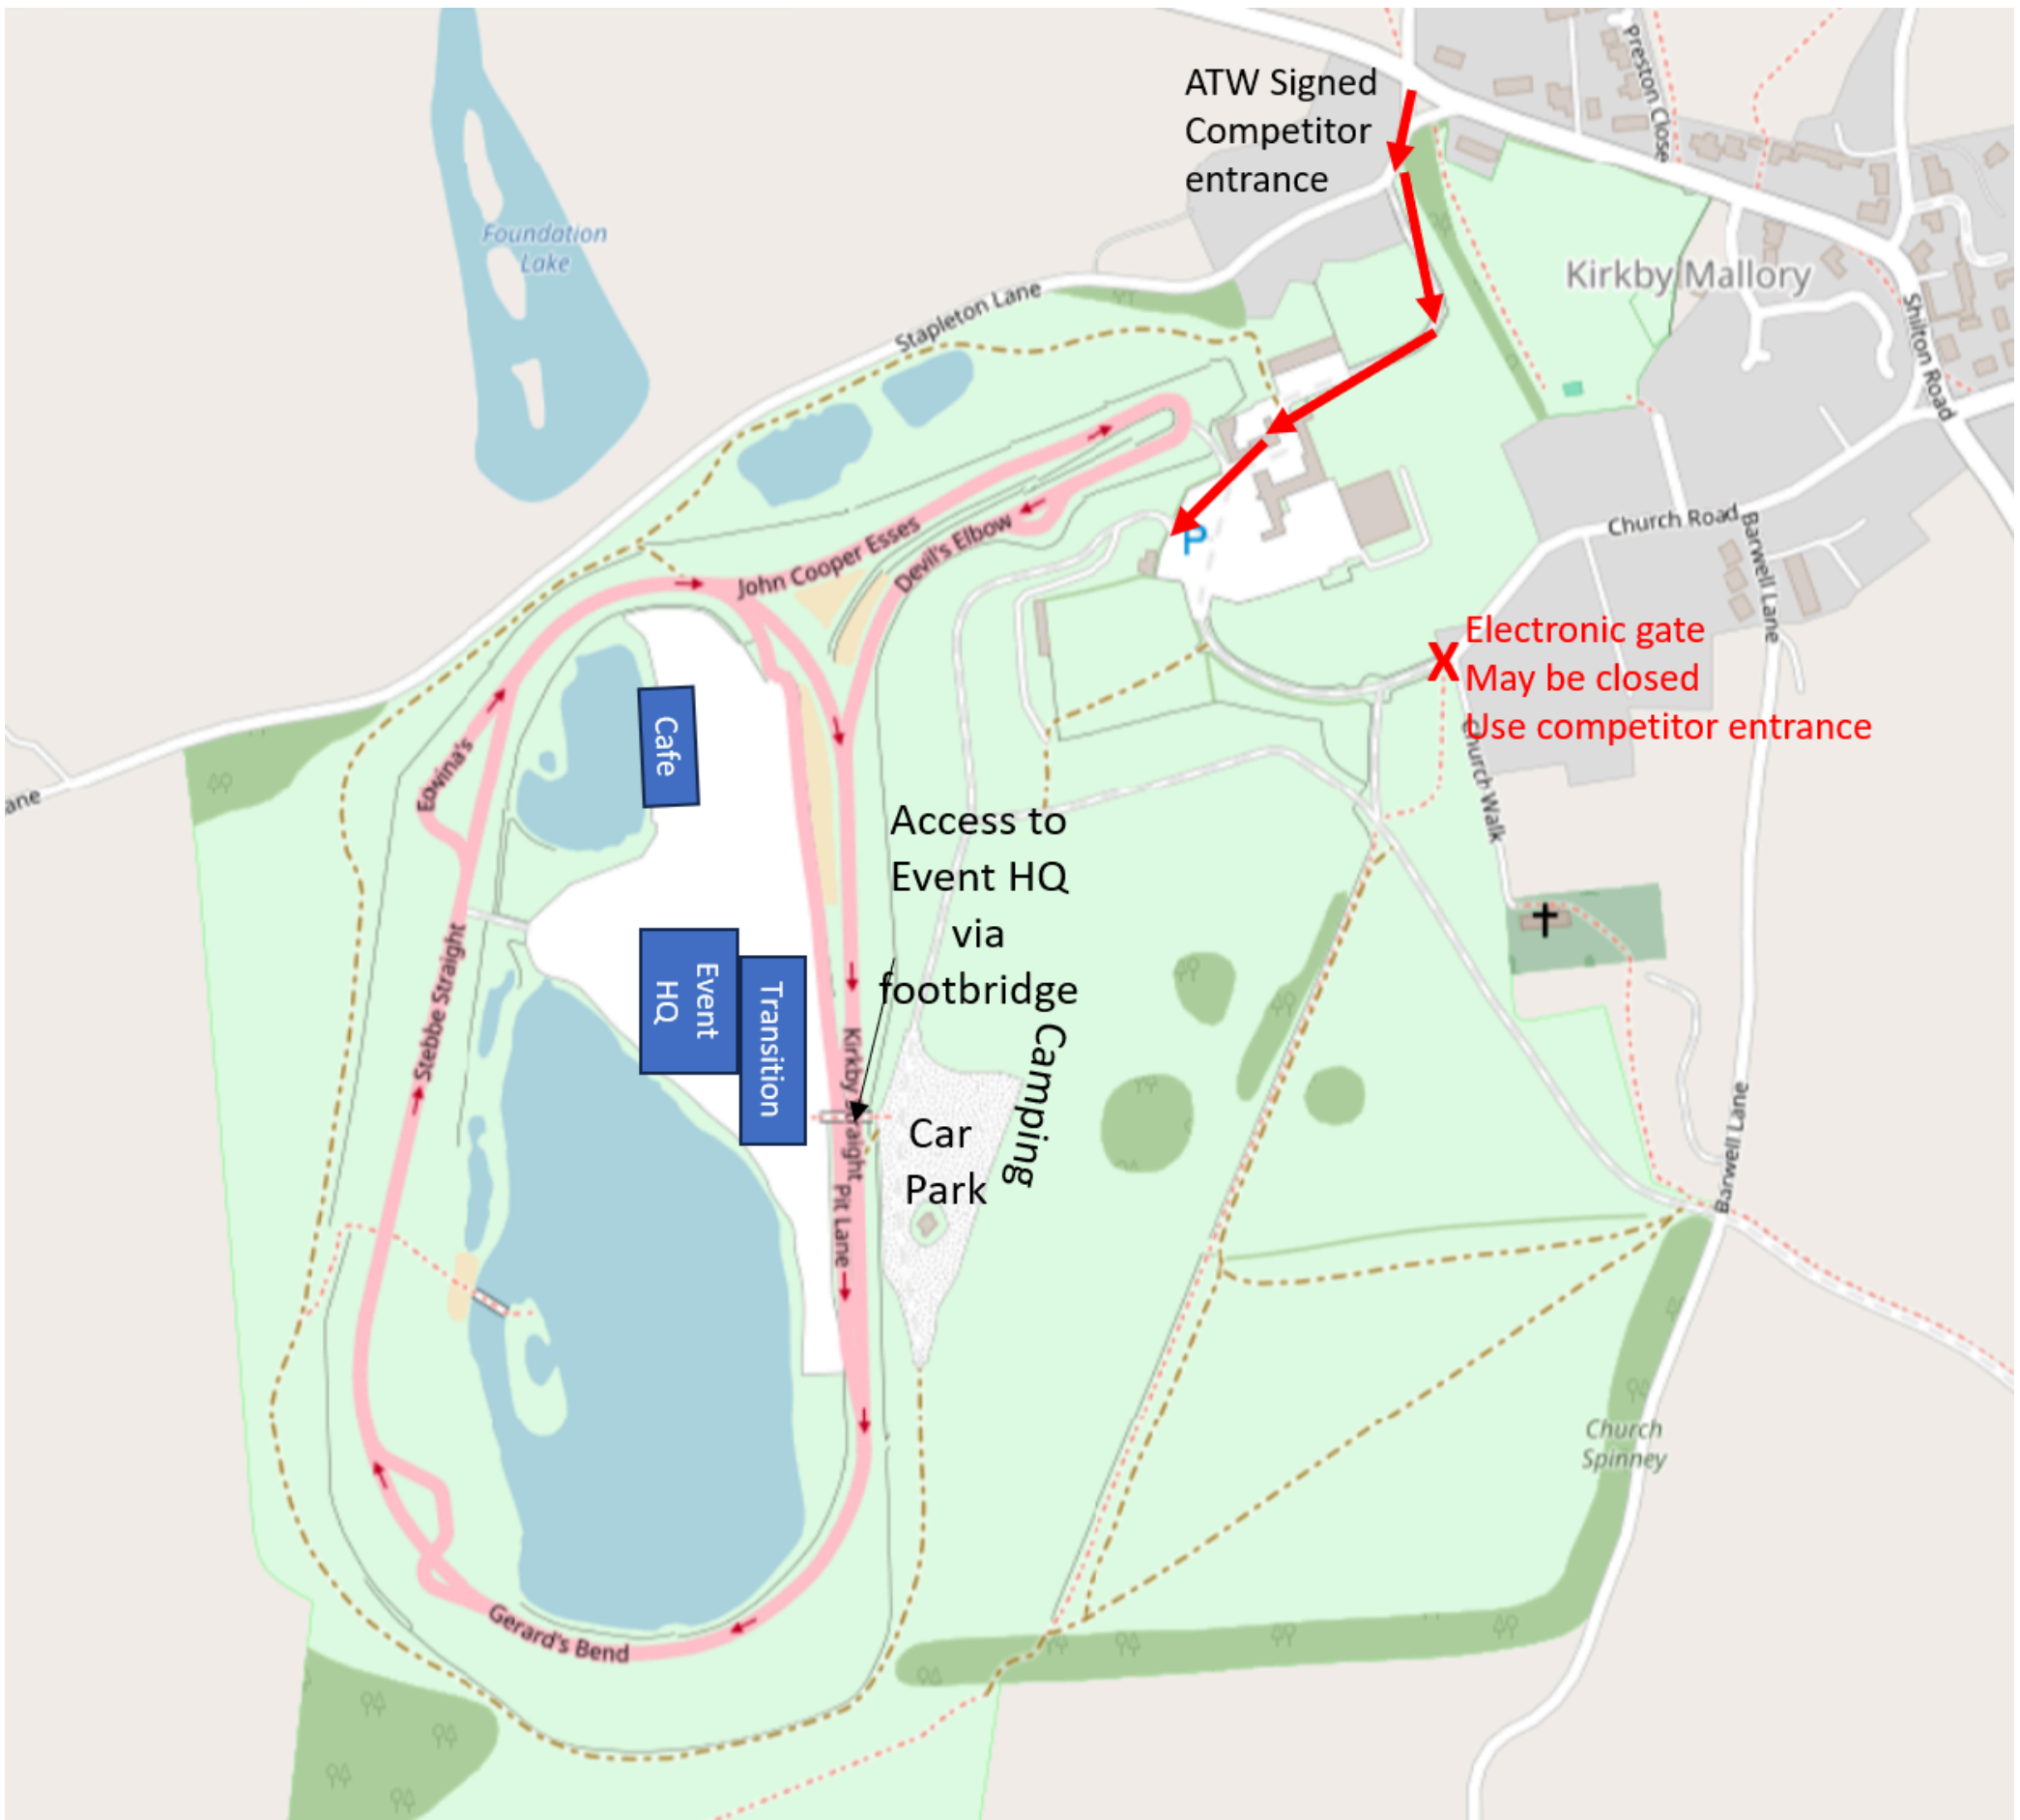 ATW Signed
Competitor
entrance
Preston Close
Foundation
Lake
Kirkby Mallory
Stapleton Lane
Shilton Road
John Cooper Esses
Devil's Elbow
P
Church Road
Barwell Lane
Electronic gate
May be closed
Use competitor entrance
X
Church Walk
Edwina's
ane
Cafe
Access to
Event HQ
via
footbridge
Stebbe Straight
Event
HQ
Transition
Kirkby Straight
Camping
Car
Park
Pit Lane
Barwell Lane
Church
Spinney
Gerard's Bend